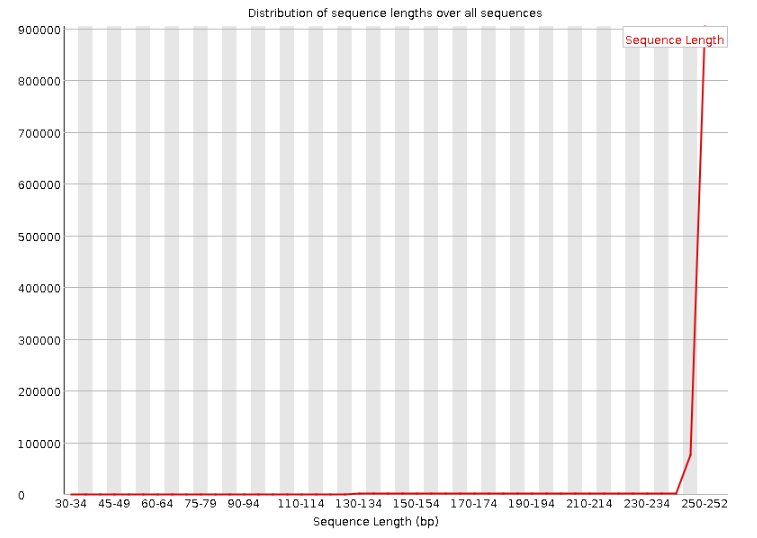 Distribution of sequence lengths over all sequences
Sequence Length
900000
800000
700000
600000
500000
400000
300000
200000
100000
0
30-34 45-49 60-64 75-79 90-94 110-114 130-134 150-154 170-174 190-194 210-214 230-234 250-252
Sequence Length (bp)